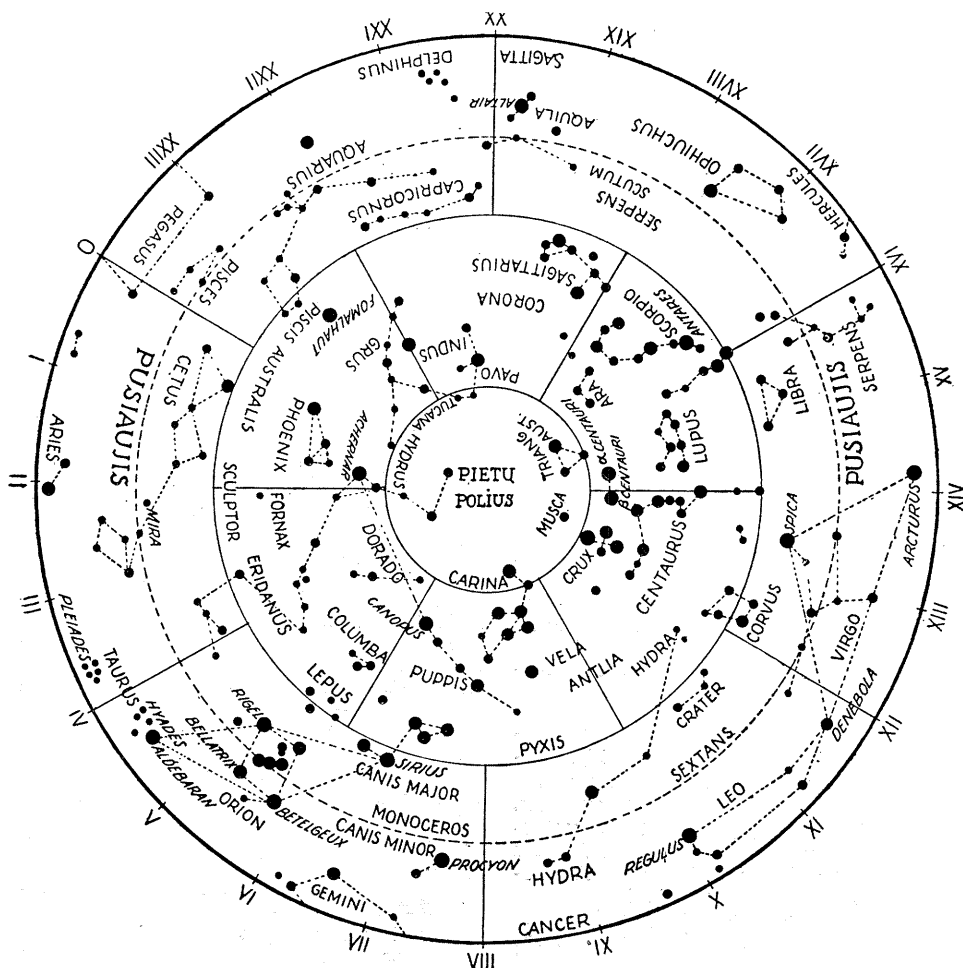 XX
XIX
XVIII
XVII
XVI
XV
XIX
XIII
XII
XI
X
XI.
VIII
VII
VI
V
IV
III
II
I
O
XXIII
XXII
XXI
DELPHINUS
SAGITTA
ALTAIR
AQUILA
SCUTUM
SERPENS
OPHIUCHUS
HERCULES
AQUARIUS
CAPRICORNUS
PEGASUS
PISCES
PISCIS AUSTRALIS
FOMALHAUT
GRUS
INDUS
PAVO
CORONA
SAGITTARIUS
SCORPIO
ANTARES
ARA
LUPUS
LIBRA
SERPENS
PUSIAUJIS
PUSIAUJIS
CETUS
ARIES
MIRA
SCULPTOR
PHOENIX
ACHERNAR
TUCANA
HYDRUS
TRIANG
AUST.
αCENTAURI
βCENTAURI
PIETŲ
POLIUS
MUSCA
CRUX
CENTAURUS
SPICA
ARCTURUS
VIRGO
CORVUS
DENEBOLA
FORNAX
ERIDANUS
DORADO
CARINA
CANOPUS
COLUMBA
LEPUS
PUPPIS
VELA
ANTLIA
HYDRA
CRATER
PYXIS
SEXTANS
LEO
REGULUS
HYDRA
CANCER
PLEIADES
TAURUS
HYADES
ALDEBARAN
BELLATRIX
RIGEL
ORION
BETELGEUX
SIRIUS
CANIS MAJOR
MONOCEROS
CANIS MINOR
PROCYON
GEMINI